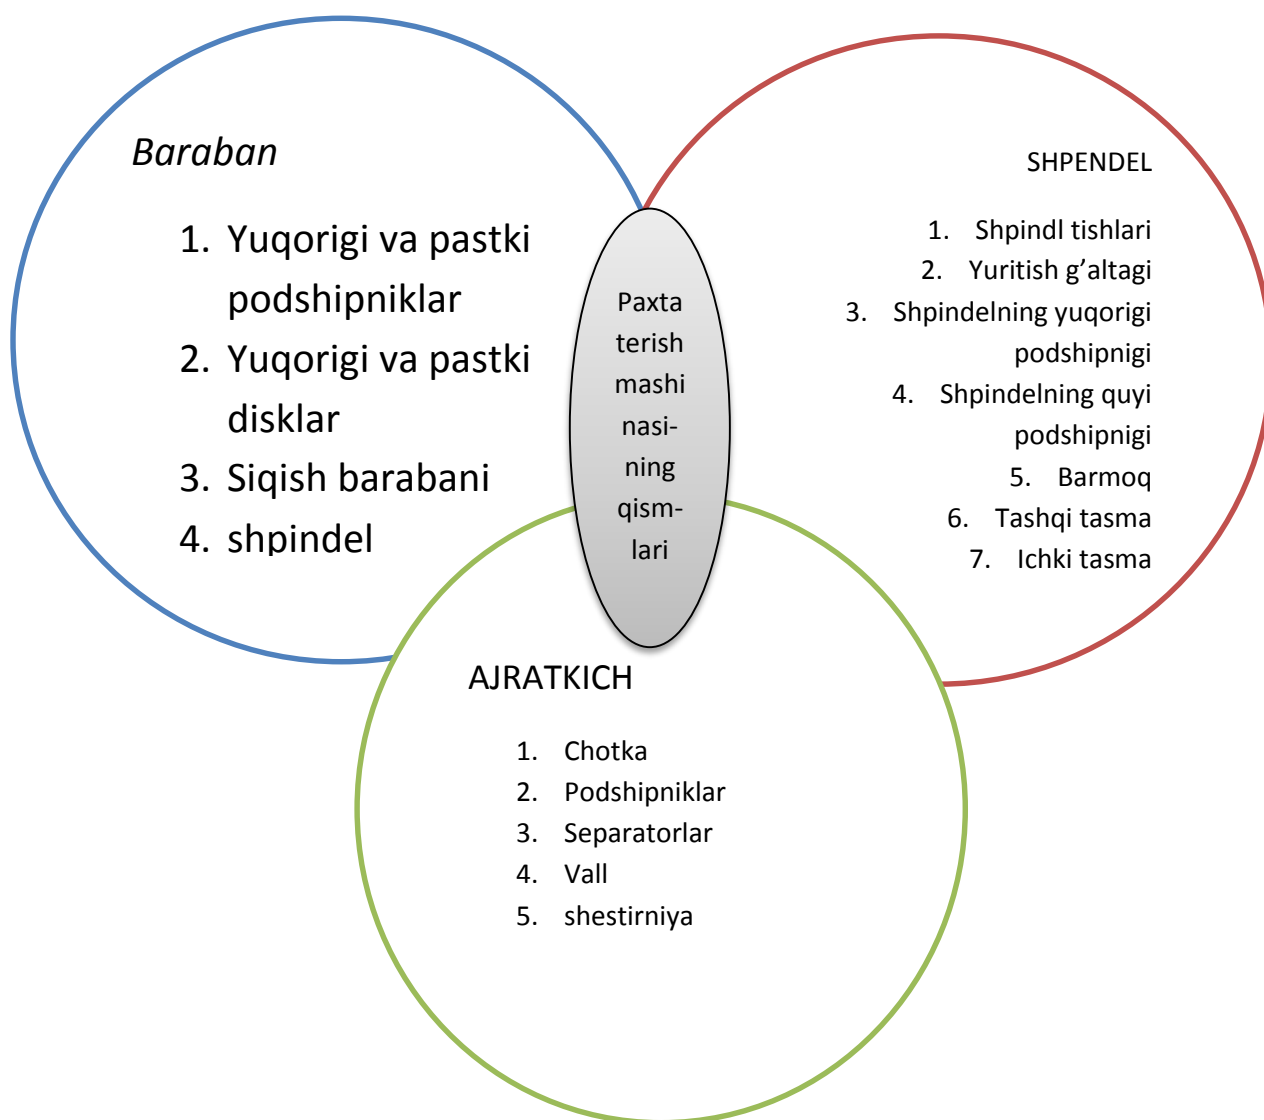 Baraban
1. Yuqorigi va pastki
podshipniklar
2. Yuqorigi va pastki
disklar
3. Siqish barabani
4. shpindel
Paxta
terish
mashi
nasi-
ning
qism-
lari
SHPENDEL
1. Shpindl tishlari
2. Yuritish g’altagi
3. Shpindelning yuqorigi
podshipnigi
4. Shpindelning quyi
podshipnigi
5. Barmoq
6. Tashqi tasma
7. Ichki tasma
AJRATKICH
1. Chotka
2. Podshipniklar
3. Separatorlar
4. Vall
5. shestirniya